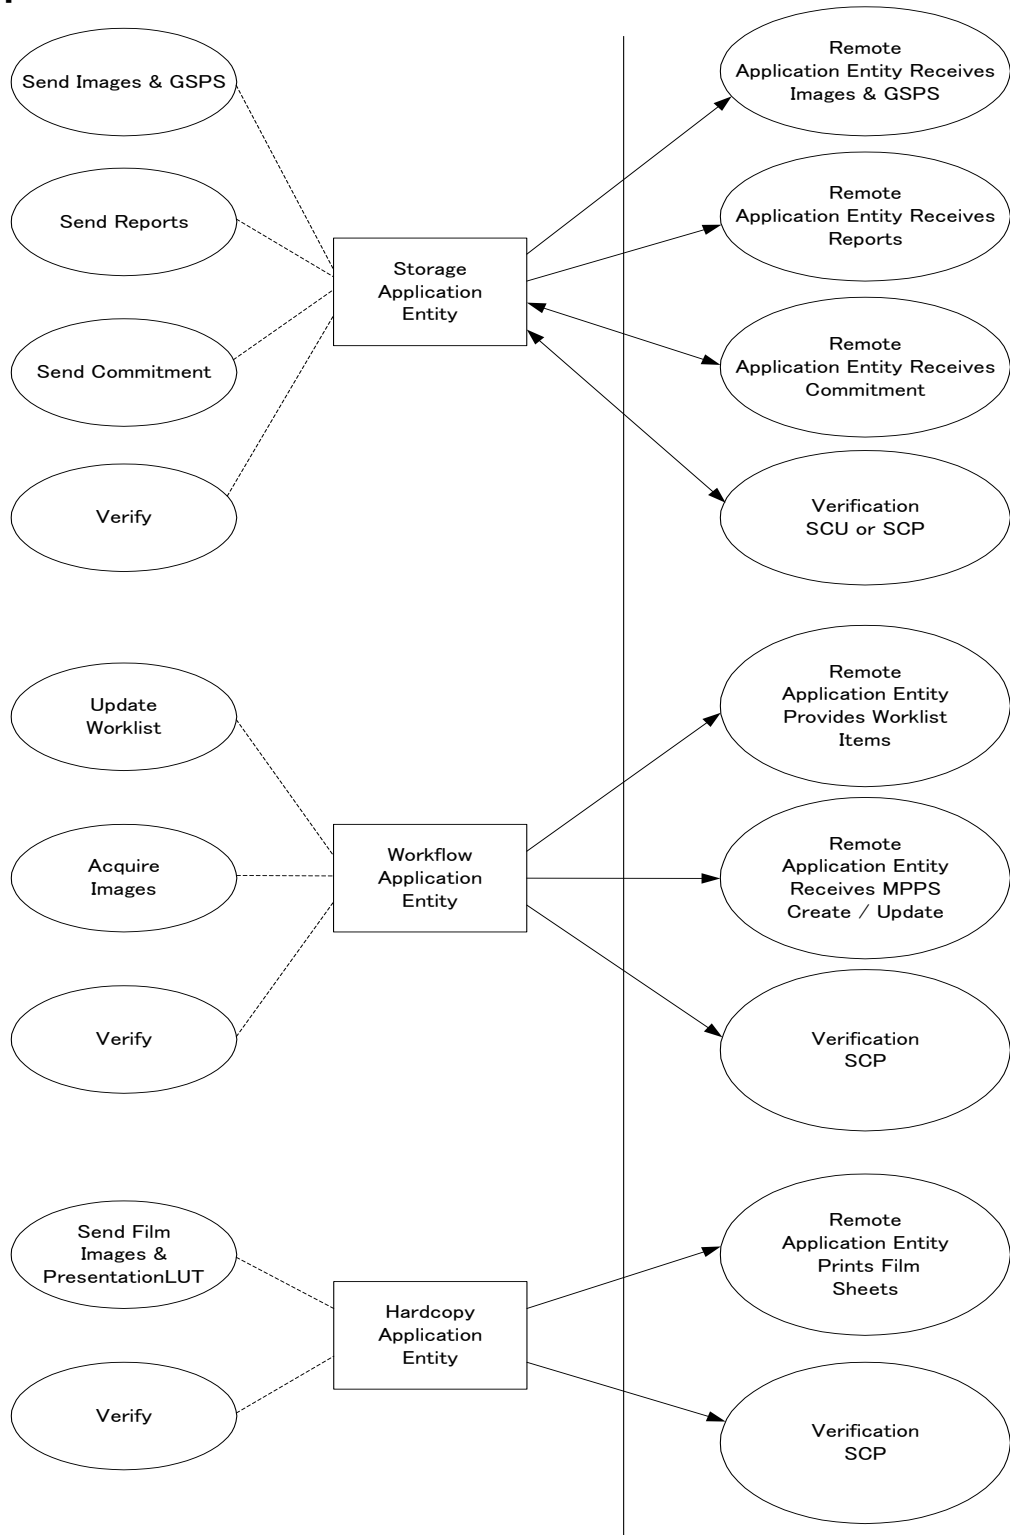 Send Images & GSPS
Send Reports
Send Commitment
Verify
Storage
Application
Entity
Remote
Application Entity Receives
Images & GSPS
Remote
Application Entity Receives
Reports
Remote
Application Entity Receives
Commitment
Verification
SCU or SCP
Update
Worklist
Acquire
Images
Verify
Workflow
Application
Entity
Remote
Application Entity
Provides Worklist
Items
Remote
Application Entity
Receives MPPS
Create / Update
Verification
SCP
Send Film
Images &
PresentationLUT
Verify
Hardcopy
Application
Entity
Remote
Application Entity
Prints Film
Sheets
Verification
SCP